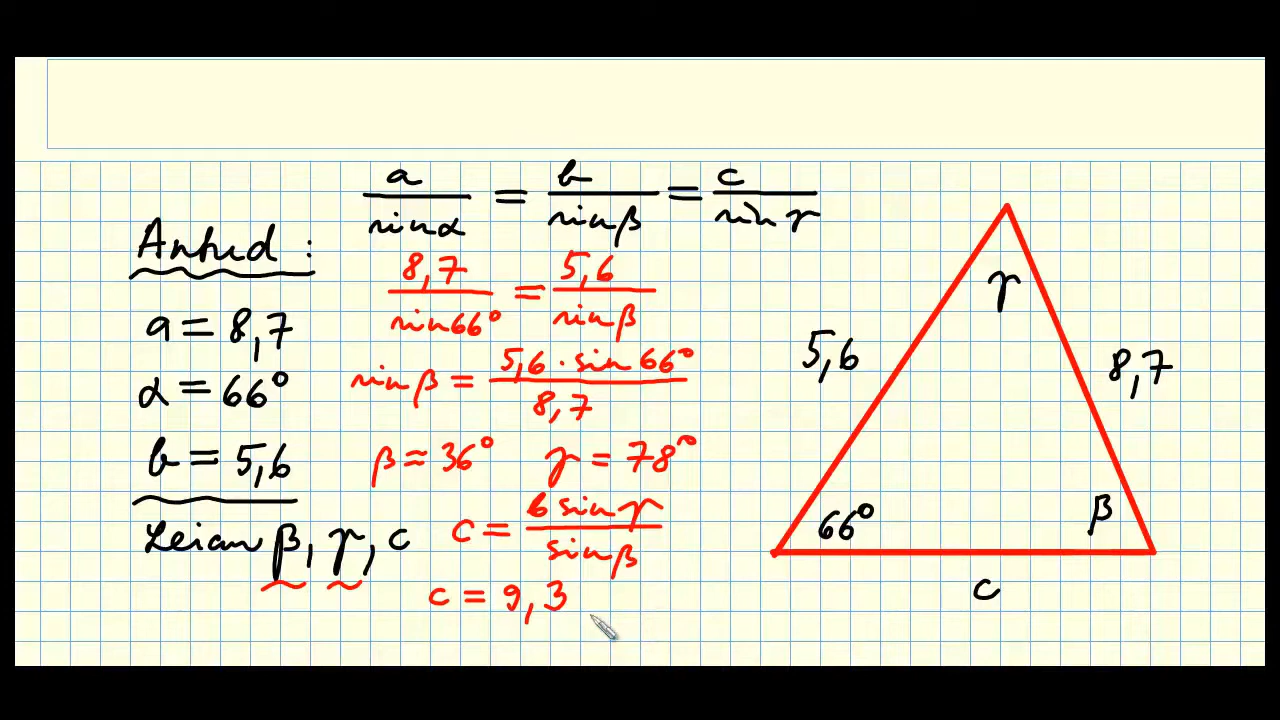 a/sinα = b/sinβ = c/sinγ
Antud:
a = 8,7
α = 66°
b = 5,6
Leian β, γ, c
8,7/sin66° = 5,6/sinβ
sinβ = 5,6 · sin 66°/8,7
β ≈ 36° γ = 78°
c = b sinγ/sinβ
c = 9,3
γ
5,6
8,7
66°
β
c